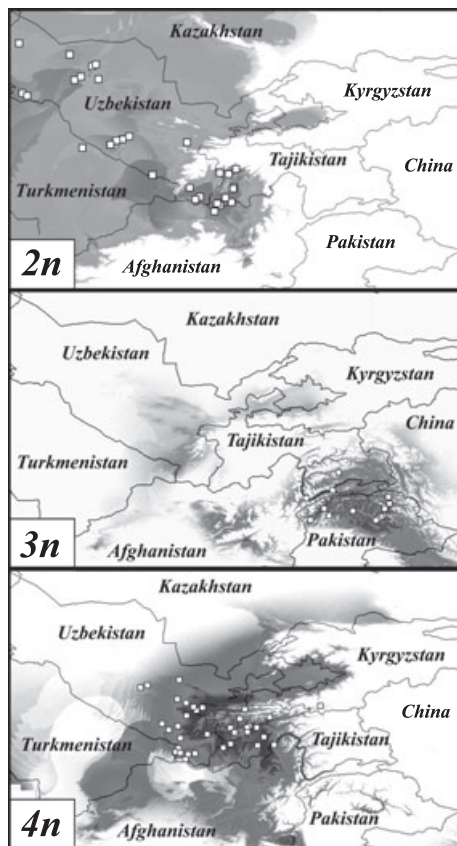 Kazakhstan
Kyrgyzstan
Uzbekistan
Tajikistan
China
Turkmenistan
Pakistan
Afghanistan
2n
Kazakhstan
Uzbekistan
Kyrgyzstan
China
Tajikistan
Turkmenistan
Pakistan
Afghanistan
3n
Kazakhstan
Uzbekistan
Kyrgyzstan
China
Turkmenistan
Tajikistan
Pakistan
Afghanistan
4n